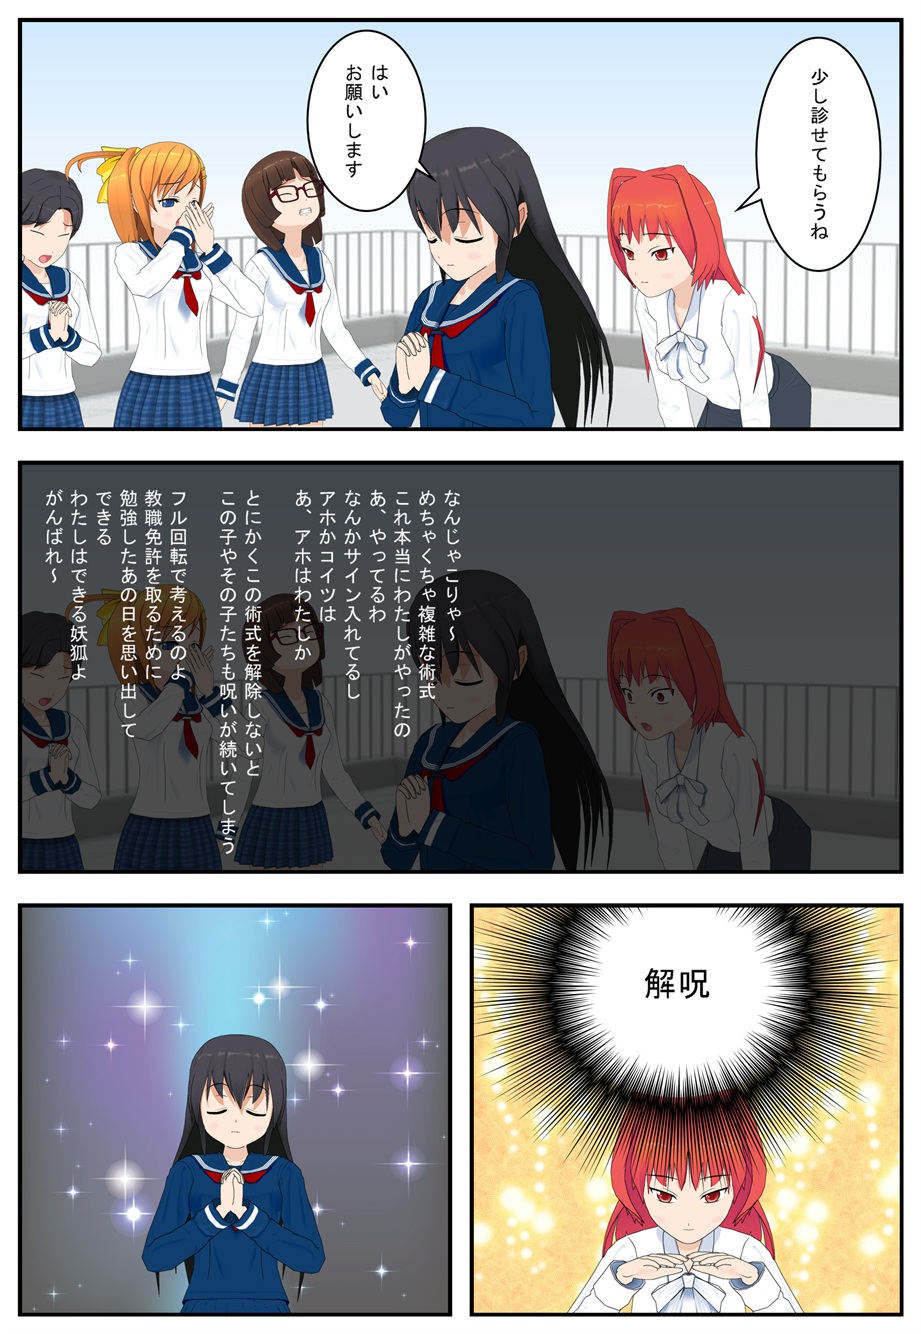 少し診せてもらうね
はい
お願いします
なんじゃこりゃ～
めちゃくちゃ複雑な術式
これ本当にわたしがやったの
あ、やってるわ
なんかサイン入れてるし
アホかコイツは
あ、アホはわたしか
とにかくこの術式を解除しないと
この子やその子たちも呪いが続いてしまう
フル回転で考えるのよ
教職免許を取るために
勉強したあの日を思い出して
できる
わたしはできる妖狐よ
がんばれ～
解呪